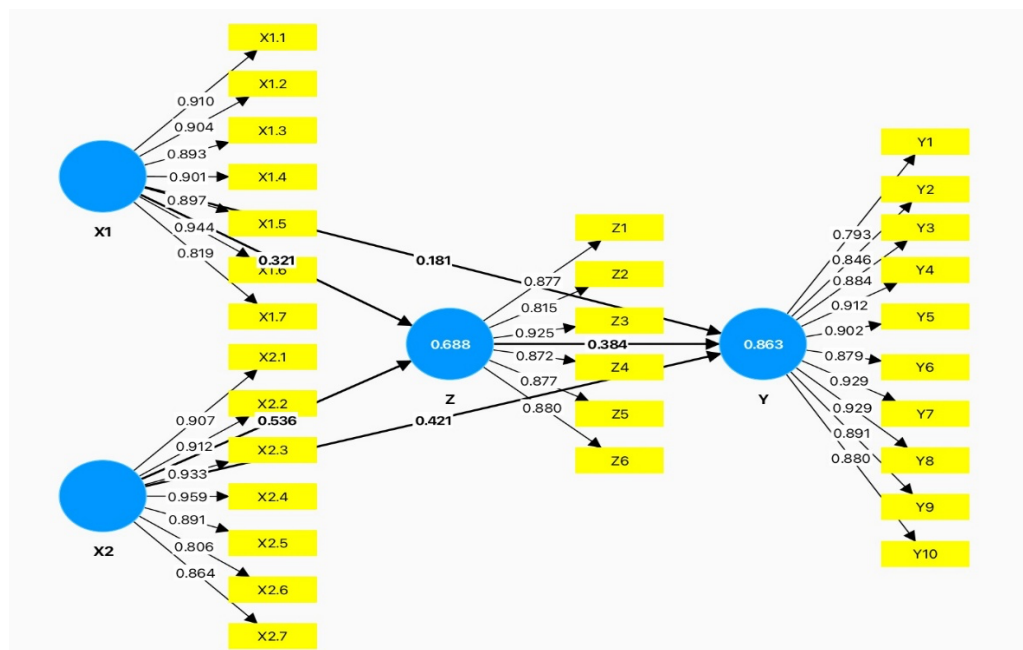 X1.1
X1.2
X1.3
X1.4
X1.5
X1.6
X1.7
0.910
0.904
0.893
0.901
0.897
0.944
0.819
X1
0.321
0.181
X2.1
X2.2
X2.3
X2.4
X2.5
X2.6
X2.7
0.907
0.912
0.933
0.959
0.891
0.806
0.864
X2
0.536
0.421
Z1
Z2
Z3
Z4
Z5
Z6
0.877
0.815
0.925
0.872
0.877
0.880
0.688
Z
0.384
0.863
Y
Y1
Y2
Y3
Y4
Y5
Y6
Y7
Y8
Y9
Y10
0.793
0.846
0.884
0.912
0.902
0.879
0.929
0.929
0.891
0.880